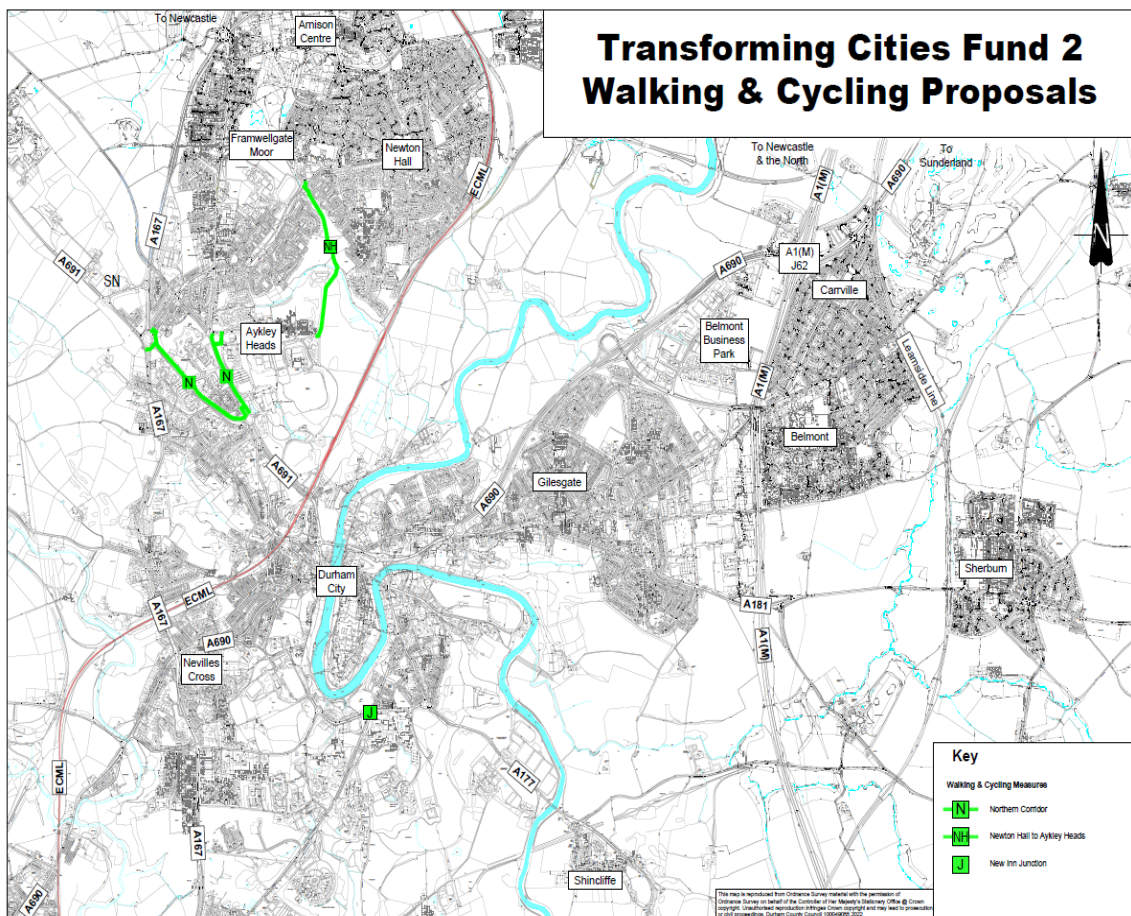 Transforming Cities Fund 2
Walking & Cycling Proposals
To Newcastle
Arnison
Centre
Framwellgate
Moor
Newton
Hall
ECML
A167
A691
SN
NH
Aykley
Heads
N
N
A167
A691
To Newcastle
& the North
A1(M)
A690
To
Sunderland
N
A690
A1(M)
J62
Carrville
Belmont
Business
Park
A1(M)
Leamside Line
Belmont
Gilesgate
A690
Durham
City
Sherburn
A181
A1(M)
A167
ECML
A690
Nevilles
Cross
J
ECML
A177
A167
Shincliffe
A690
Key
Walking & Cycling Measures
N Northern Corridor
NH Newton Hall to Aykley Heads
J New Inn Junction
This map is reproduced from Ordnance Survey material with the permission of
Ordnance Survey on behalf of the Controller of Her Majesty's Stationery Office @ Crown
copyright. Unauthorised reproduction infringes Crown copyright and may lead to prosecution
or civil proceedings. Durham County Council 100049055 2022